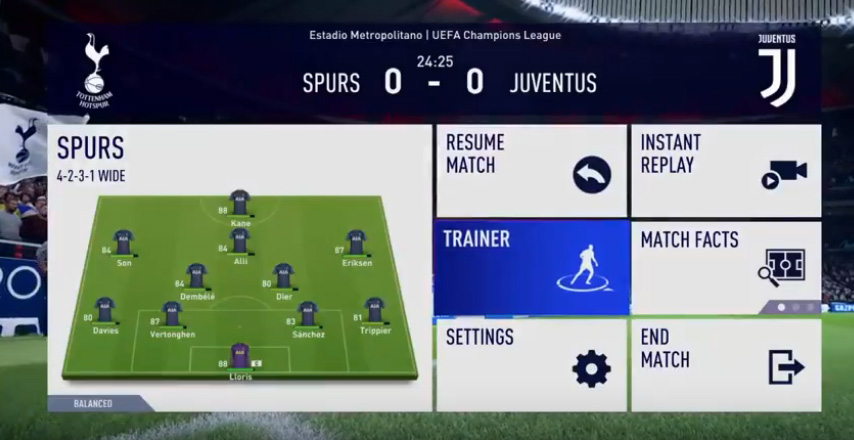 Estadio Metropolitano | UEFA Champions League
JUVENTUS
24:25
SPURS 0 - 0 JUVENTUS
TOTTENHAM
HOTSPUR
SPURS
4-2-3-1 WIDE
88
Kane
84
Son
84
Alli
87
Eriksen
84
Dembélé
80
Dier
80
Davies
87
Vertonghen
83
Sánchez
81
Trippier
88
Lloris
BALANCED
RESUME
MATCH
INSTANT
REPLAY
TRAINER
MATCH FACTS
SETTINGS
END
MATCH